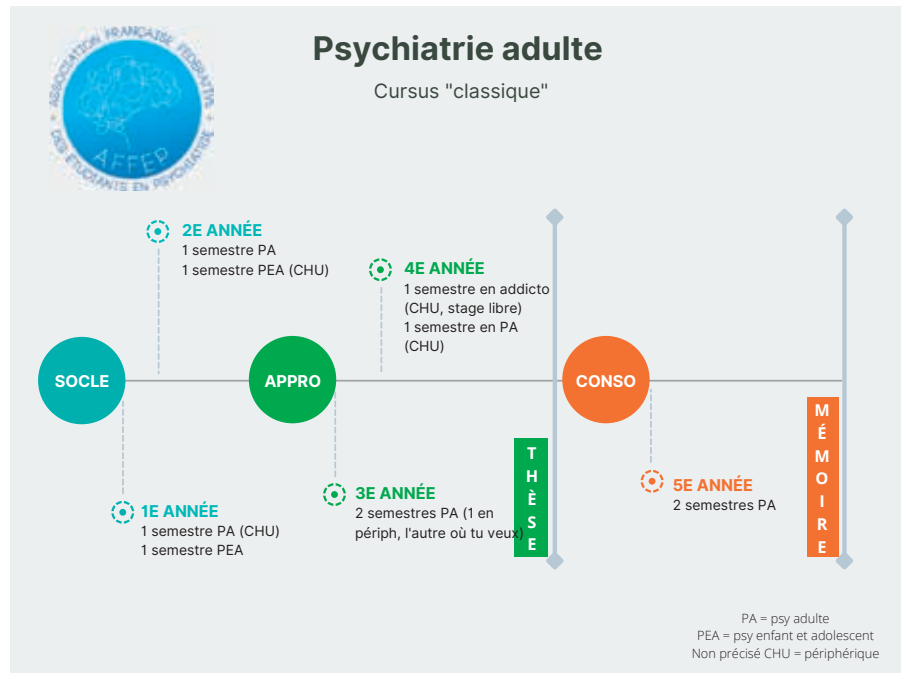 ASSOCIATION FRANÇAISE FÉDÉRATIVE
DES ÉTUDIANTS EN PSYCHIATRIE
AFFEP
Psychiatrie adulte
Cursus "classique"
2E ANNÉE
1 semestre PA
1 semestre PEA (CHU)
4E ANNÉE
1 semestre en addicto
(CHU, stage libre)
1 semestre en PA
(CHU)
SOCLE
APPRO
CONSO
1E ANNÉE
1 semestre PA (CHU)
1 semestre PEA
3E ANNÉE
2 semestres PA (1 en
périph, l'autre où tu veux)
THÈSE
5E ANNÉE
2 semestres PA
MÉMOIRE
PA = psy adulte
PEA = psy enfant et adolescent
Non précisé CHU = périphérique